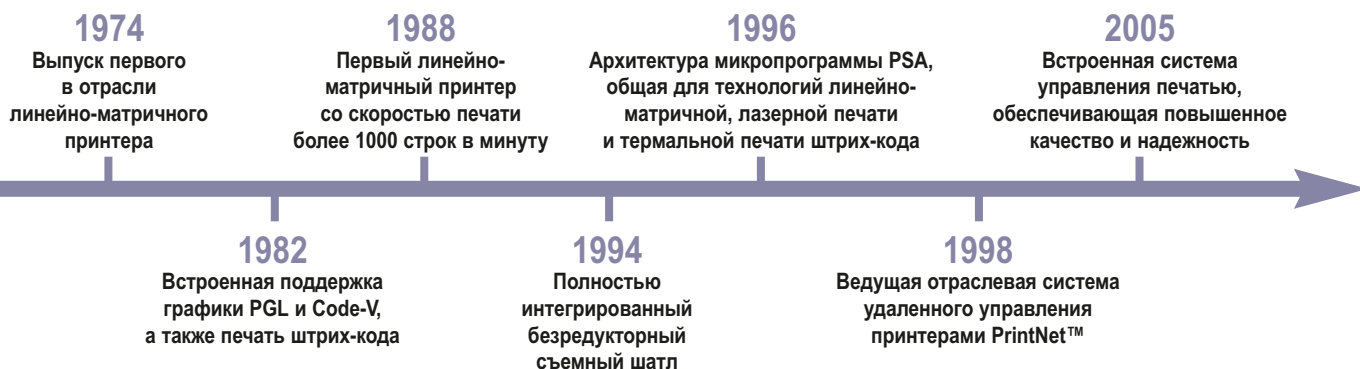 1974
Выпуск первого
в отрасли
линейно-матричного
принтера
1988
Первый линейно-
матричный принтер
со скоростью печати
более 1000 строк в минуту
1996
Архитектура микропрограммы PSA,
общая для технологий линейно-
матричной, лазерной печати
и термальной печати штрих-кода
2005
Встроенная система
управления печатью,
обеспечивающая повышенное
качество и надежность
1982
Встроенная поддержка
графики PGL и Code-V,
а также печать штрих-кода
1994
Полностью
интегрированный
безредукторный
съемный шатл
1998
Ведущая отраслевая система
удаленного управления
принтерами PrintNet™